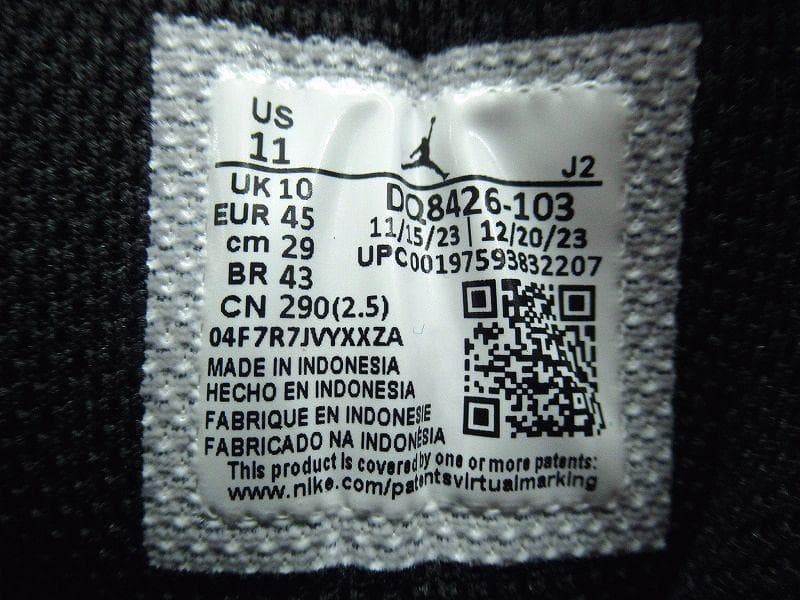 US
11
J2
UK 10
DQ8426-103
EUR 45
11/15/23 | 12/20/23
cm 29
UPC00197593832207
BR 43
CN 290(2.5)
04F7R7JVYXXZA
MADE IN INDONESIA
HECHO EN INDONESIA
FABRIQUE EN INDONESIE
FABRICADO NA INDONÉSIA
This product is covered by one or more patents:
www.nike.com/patentsvirtualmarking